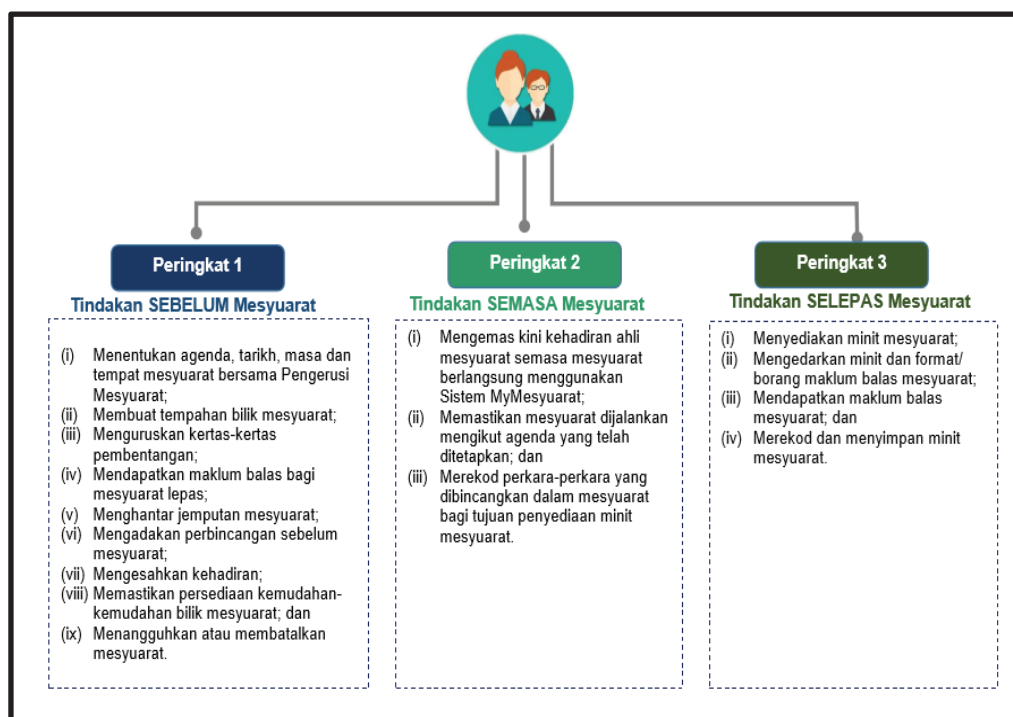 Peringkat 1
Tindakan SEBELUM Mesyuarat
(i) Menentukan agenda, tarikh, masa dan
tempat mesyuarat bersama Pengerusi
Mesyuarat;
(ii) Membuat tempahan bilik mesyuarat;
(iii) Menguruskan kertas-kertas
pembentangan;
(iv) Mendapatkan maklum balas bagi
mesyuarat lepas;
(v) Menghantar jemputan mesyuarat;
(vi) Mengadakan perbincangan sebelum
mesyuarat;
(vii) Mengesahkan kehadiran;
(viii) Memastikan persediaan kemudahan-
kemudahan bilik mesyuarat; dan
(ix) Menangguhkan atau membatalkan
mesyuarat.
Peringkat 2
Tindakan SEMASA Mesyuarat
(i) Mengemas kini kehadiran ahli
mesyuarat semasa mesyuarat
berlangsung menggunakan
Sistem MyMesyuarat;
(ii) Memastikan mesyuarat dijalankan
mengikut agenda yang telah
ditetapkan; dan
(iii) Merekod perkara-perkara yang
dibincangkan dalam mesyuarat
bagi tujuan penyediaan minit
mesyuarat.
Peringkat 3
Tindakan SELEPAS Mesyuarat
(i) Menyediakan minit mesyuarat;
(ii) Mengedarkan minit dan format/
borang maklum balas mesyuarat;
(iii) Mendapatkan maklum balas
mesyuarat; dan
(iv) Merekod dan menyimpan minit
mesyuarat.